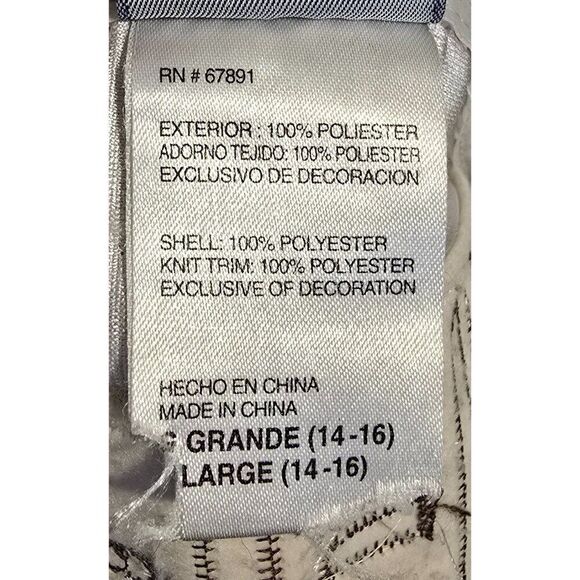 RN # 67891
EXTERIOR : 100% POLIESTER
ADORNO TEJIDO: 100% POLIESTER
EXCLUSIVO DE DECORACION
SHELL: 100% POLYESTER
KNIT TRIM: 100% POLYESTER
EXCLUSIVE OF DECORATION
HECHO EN CHINA
MADE IN CHINA
GRANDE (14-16)
LARGE (14-16)